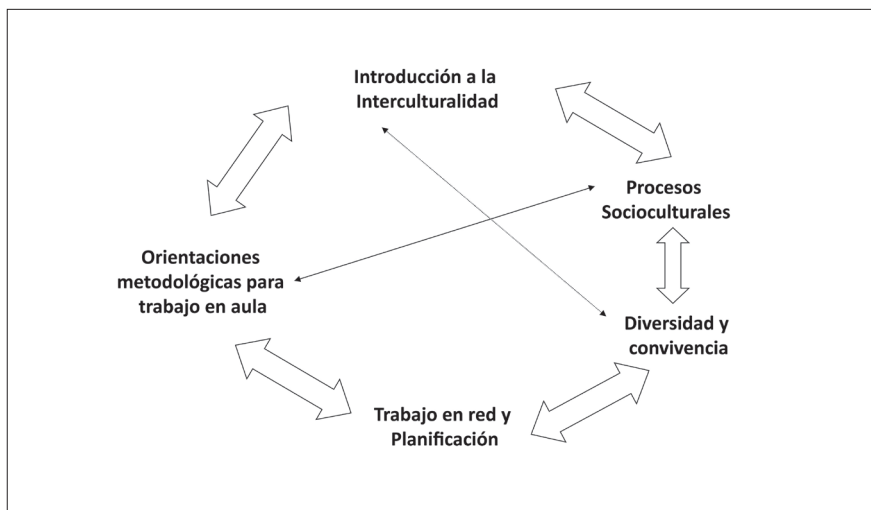 Introducción a la
Interculturalidad
Procesos
Socioculturales
Orientaciones
metodológicas para
trabajo en aula
Diversidad y
convivencia
Trabajo en red y
Planificación